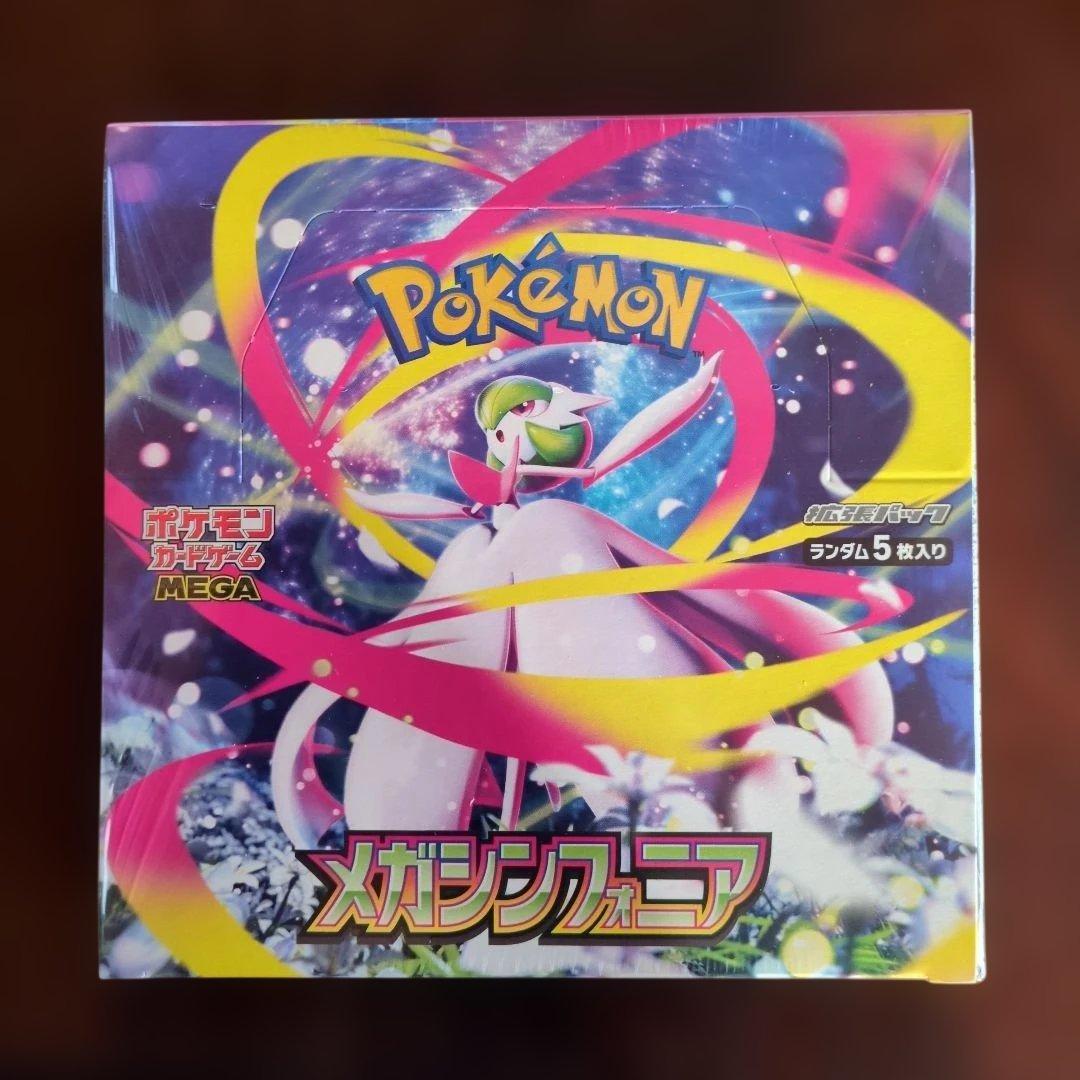 POKéMON
TM
ポケモン
カードゲーム
MEGA
拡張パック
ランダム5枚入り
メガシンフォニア